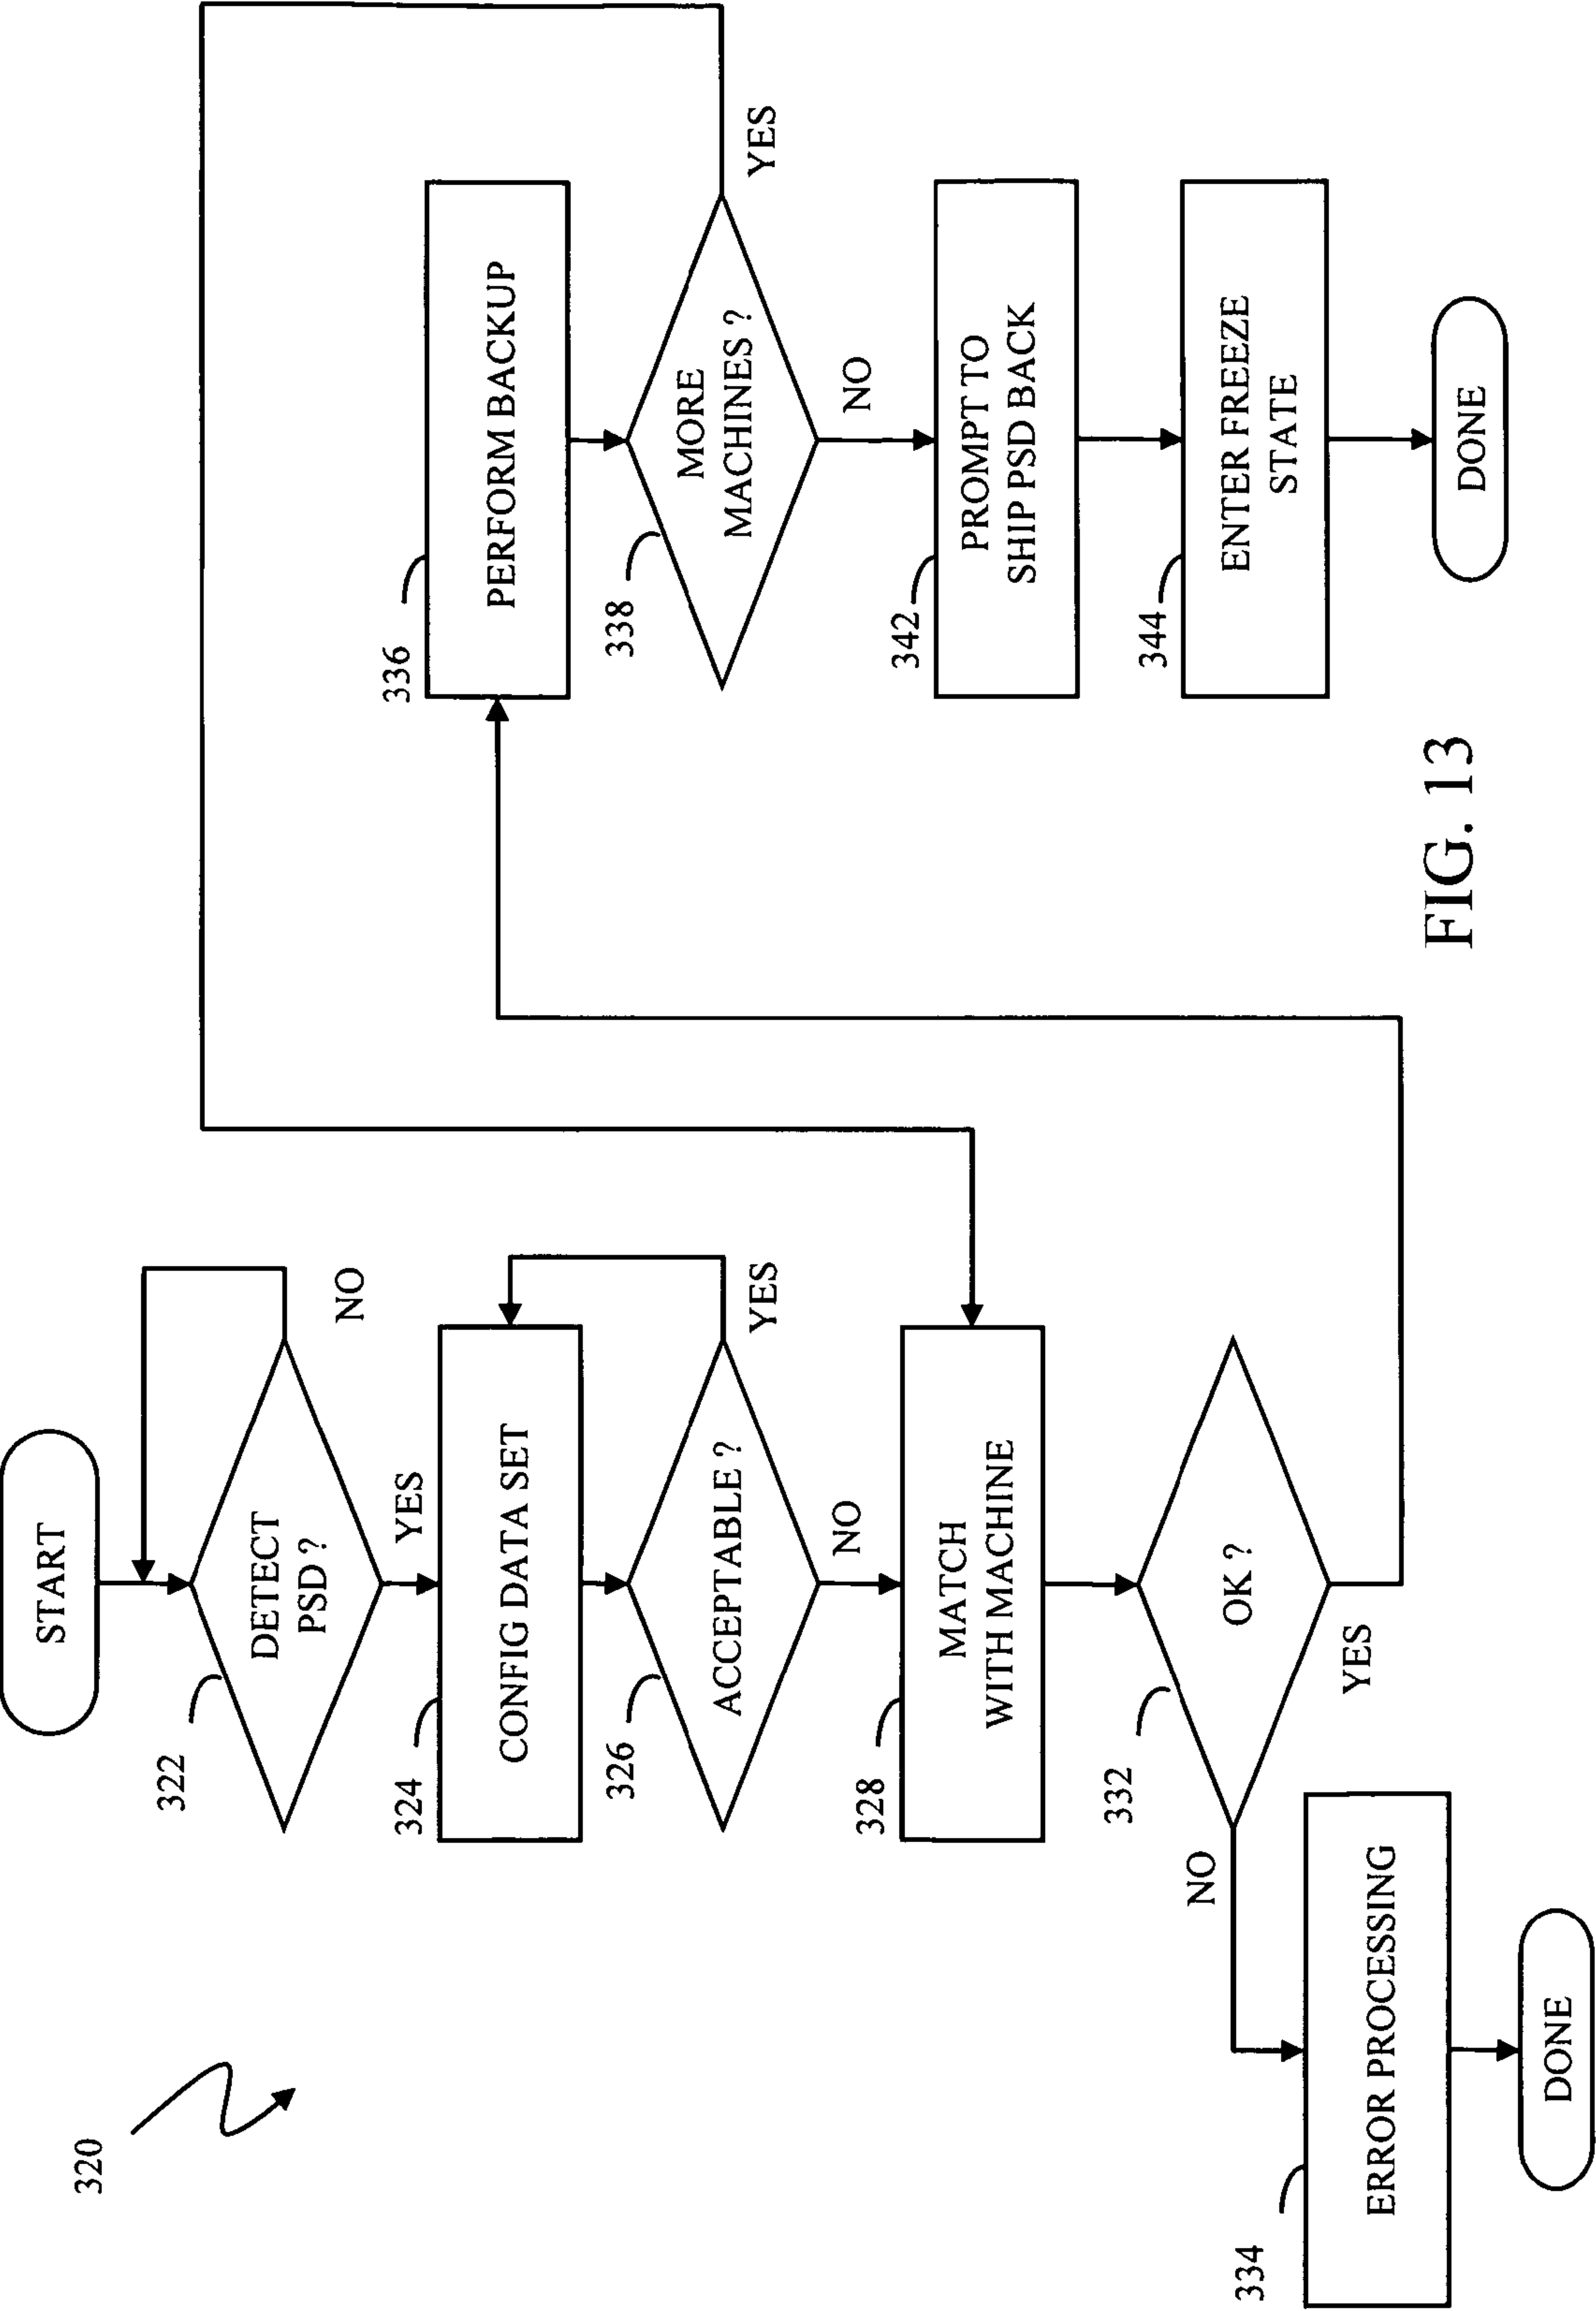 320
START
322
DETECT
PSD ?
NO
YES
324
CONFIG DATA SET
326
ACCEPTABLE ?
YES
NO
328
MATCH
WITH MACHINE
332
OK ?
NO
YES
334
ERROR PROCESSING
DONE
336
PERFORM BACKUP
338
MORE
MACHINES ?
YES
NO
342
PROMPT TO
SHIP PSD BACK
344
ENTER FREEZE
STATE
DONE
FIG. 13